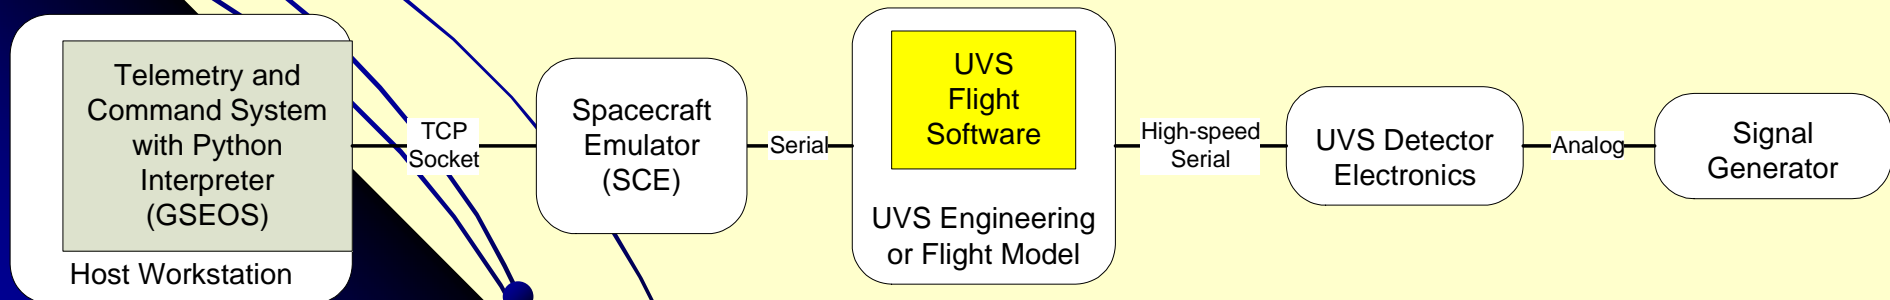 Telemetry and
Command System
with Python
Interpreter
(GSEOS)
Host Workstation
TCP
Socket
Spacecraft
Emulator
(SCE)
Serial
UVS
Flight
Software
UVS Engineering
or Flight Model
High-speed
Serial
UVS Detector
Electronics
Analog
Signal
Generator